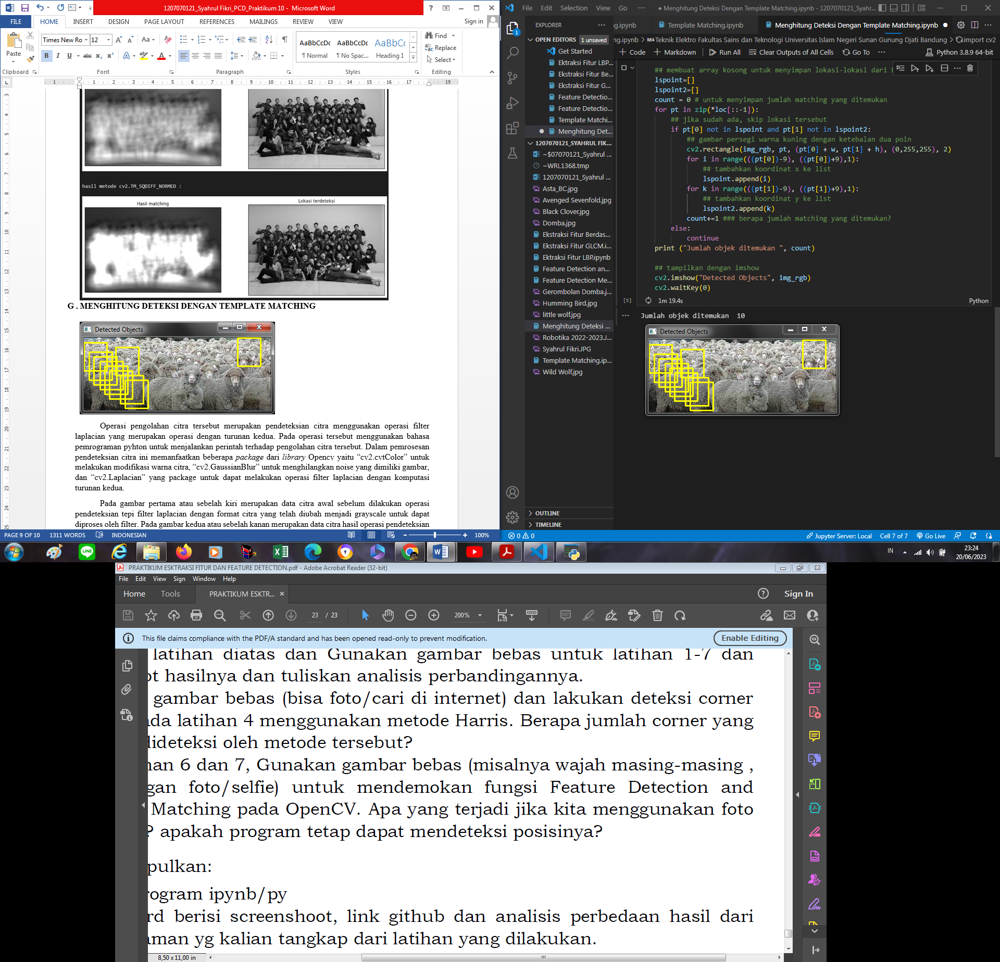 1207070121_Syahrul Fikri_PCD_Praktikum 10 - Microsoft Word
FILE HOME INSERT DESIGN PAGE LAYOUT REFERENCES MAILINGS REVIEW VIEW Sign in
Paste
Times New Ro 12
AaBbCcDc AaBbCcDc AaBbCc
¶ Normal ¶ No Spac... Heading 1
Find
Replace
Select
Clipboard Font Paragraph Styles Editing
hasil metode cv2.TM_SQDIFF_NORMED :
Hasil matching Lokasi terdeteksi
G . MENGHITUNG DETEKSI DENGAN TEMPLATE MATCHING
Detected Objects
Operasi pengolahan citra tersebut merupakan pendeteksian citra menggunakan operasi filter
laplacian yang merupakan operasi dengan turunan kedua. Pada operasi tersebut menggunakan bahasa
pemrograman pyhton untuk menjalankan perintah terhadap pengolahan citra tersebut. Dalam pemrosesan
pendeteksian citra ini memanfaatkan beberapa package dari library Opencv yaitu “cv2.cvtColor” untuk
melakukan modifikasi warna citra, “cv2.GaussianBlur” untuk menghilangkan noise yang dimiliki gambar,
dan “cv2.Laplacian” yang package untuk dapat melakukan operasi filter laplacian dengan komputasi
turunan kedua.
Pada gambar pertama atau sebelah kiri merupakan data citra awal sebelum dilakukan operasi
pendeteksian tepi filter laplacian dengan format citra yang telah diubah menjadi grayscale untuk dapat
diproses oleh filter. Pada gambar kedua atau sebelah kanan merupakan data citra hasil operasi pendeteksian
PAGE 9 OF 10 1311 WORDS INDONESIAN 100%
File Edit Selection View Go ··· ● Menghitung Deteksi Dengan Template Matching.ipynb - 1207070121_Syahr...
EXPLORER
OPEN EDITORS 1 unsaved
Get Started
Ektraksi Fitur LBP...
Ekstraksi Fitur Be...
Ekstraksi Fitur G...
Feature Detectio...
Feature Detectio...
Template Matchi...
Menghitung Det...
1207070121_SYAHRUL FIK...
~$07070121_Syahrul ...
~WRL1368.tmp
1207070121_Syahrul ...
Asta_BC.jpg
Avenged Sevenfold.jpg
Black Clover.jpg
Domba.jpg
Ekstraksi Fitur Berdas...
Ekstraksi Fitur GLCM.i...
Ektraksi Fitur LBP.ipynb
Feature Detection an...
Feature Detection Me...
Gerombolan Domba.j...
Humming Bird.jpg
little wolf.jpg
Menghitung Deteksi ...
Robotika 2022-2023.J...
Syahrul Fikri.JPG
Template Matching.ip...
Wild Wolf.jpg
OUTLINE
TIMELINE
ng.ipynb Template Matching.ipynb Menghitung Deteksi Dengan Template Matching.ipynb
ng.ipynb > Teknik Elektro Fakultas Sains dan Teknologi Universitas Islam Negeri Sunan Gunung Djati Bandung > import cv2
+ Code + Markdown Run All Clear Outputs of All Cells Go To ··· Python 3.8.9 64-bit
## membuat array kosong untuk menyimpan lokasi-lokasi dari
lspoint=[]
lspoint2=[]
count = 0 # untuk menyimpan jumlah matching yang ditemukan
for pt in zip(*loc[::-1]):
## jika sudah ada, skip lokasi tersebut
if pt[0] not in lspoint and pt[1] not in lspoint2:
## gambar persegi warna kuning dengan ketebalan dua poin
cv2.rectangle(img_rgb, pt, (pt[0] + w, pt[1] + h), (0,255,255), 2)
for i in range(((pt[0])-9), ((pt[0])+9),1):
## tambahkan koordinat x ke list
lspoint.append(i)
for k in range(((pt[1])-9), ((pt[1])+9),1):
## tambahkan koordinat y ke list
lspoint2.append(k)
count+=1 ### berapa jumlah matching yang ditemukan?
else:
continue
print ("Jumlah objek ditemukan ", count)
## tampilkan dengan imshow
cv2.imshow("Detected Objects", img_rgb)
cv2.waitKey(0)
[5] 1m 19.4s Python
Jumlah objek ditemukan 10
Detected Objects
0 0 Jupyter Server: Local Cell 7 of 7 Go Live
IN 23:24
20/06/2023
PRAKTIKUM ESKTRAKSI FITUR DAN FEATURE DETECTION.pdf - Adobe Acrobat Reader (32-bit)
File Edit View Sign Window Help
Home Tools PRAKTIKUM ESKTR... × Sign In
23 / 23 200%
This file claims compliance with the PDF/A standard and has been opened read-only to prevent modification. Enable Editing
latihan diatas dan Gunakan gambar bebas untuk latihan 1-7 dan
ot hasilnya dan tuliskan analisis perbandingannya.
gambar bebas (bisa foto/cari di internet) dan lakukan deteksi corner
ada latihan 4 menggunakan metode Harris. Berapa jumlah corner yang
dideteksi oleh metode tersebut?
han 6 dan 7, Gunakan gambar bebas (misalnya wajah masing-masing ,
gan foto/selfie) untuk mendemokan fungsi Feature Detection and
Matching pada OpenCV. Apa yang terjadi jika kita menggunakan foto
? apakah program tetap dapat mendeteksi posisinya?
pulkan:
rogram ipynb/py
rd berisi screenshoot, link github dan analisis perbedaan hasil dari
aman yg kalian tangkap dari latihan yang dilakukan.
8,50 x 11,00 in